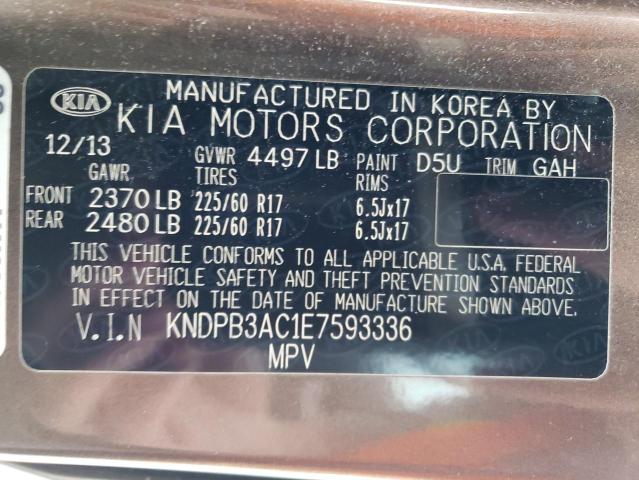 KIA MANUFACTURED IN KOREA BY
KIA MOTORS CORPORATION
12/13 GVWR 4497 LB PAINT D5U TRIM GAH
GAWR TIRES RIMS
FRONT 2370 LB 225/60 R17 6.5Jx17
REAR 2480 LB 225/60 R17 6.5Jx17
THIS VEHICLE CONFORMS TO ALL APPLICABLE U.S.A. FEDERAL
MOTOR VEHICLE SAFETY AND THEFT PREVENTION STANDARDS
IN EFFECT ON THE DATE OF MANUFACTURE SHOWN ABOVE.
V.I.N KNDPB3AC1E7593336
MPV